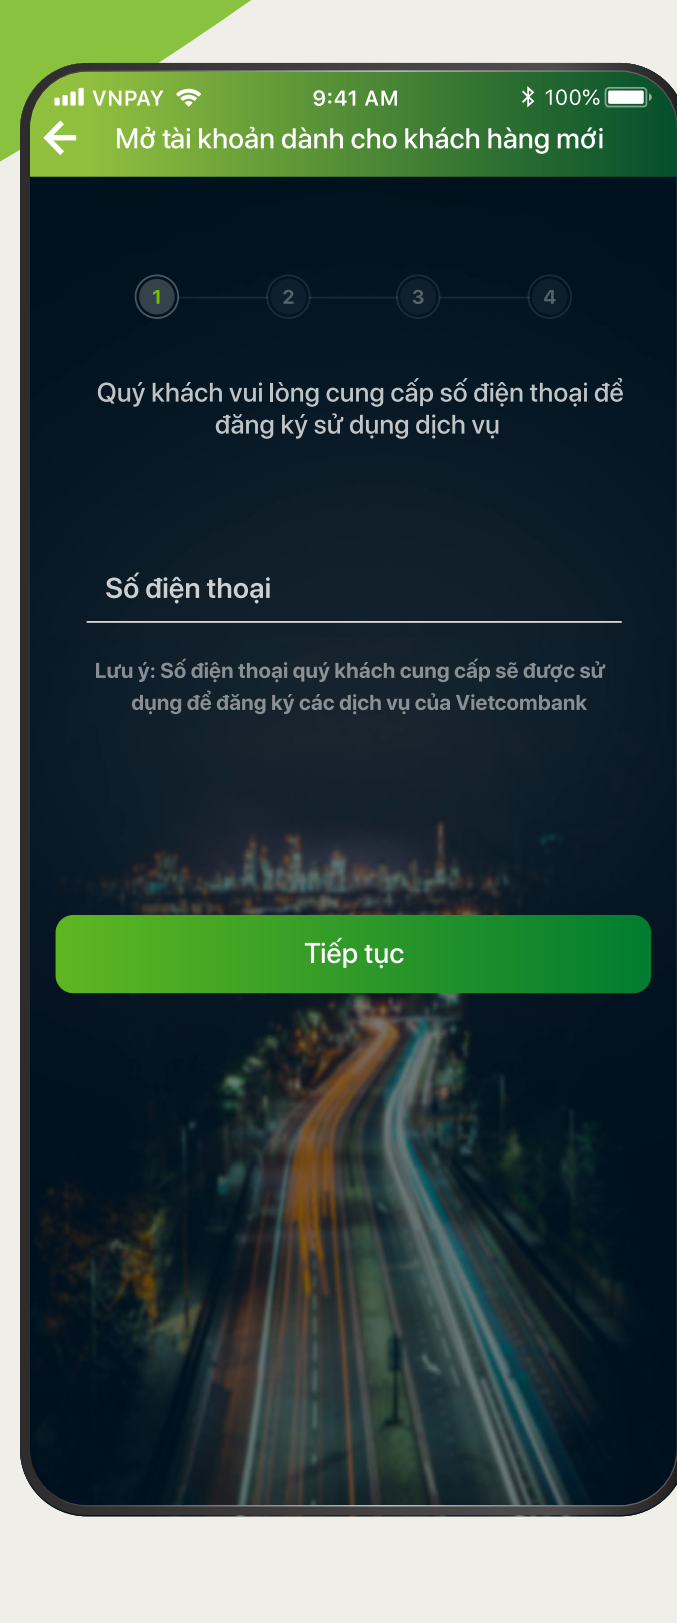 VNPAY 9:41 AM 100%
Mở tài khoản dành cho khách hàng mới
1 2 3 4
Quý khách vui lòng cung cấp số điện thoại để
đăng ký sử dụng dịch vụ
Số điện thoại
Lưu ý: Số điện thoại quý khách cung cấp sẽ được sử
dụng để đăng ký các dịch vụ của Vietcombank
Tiếp tục